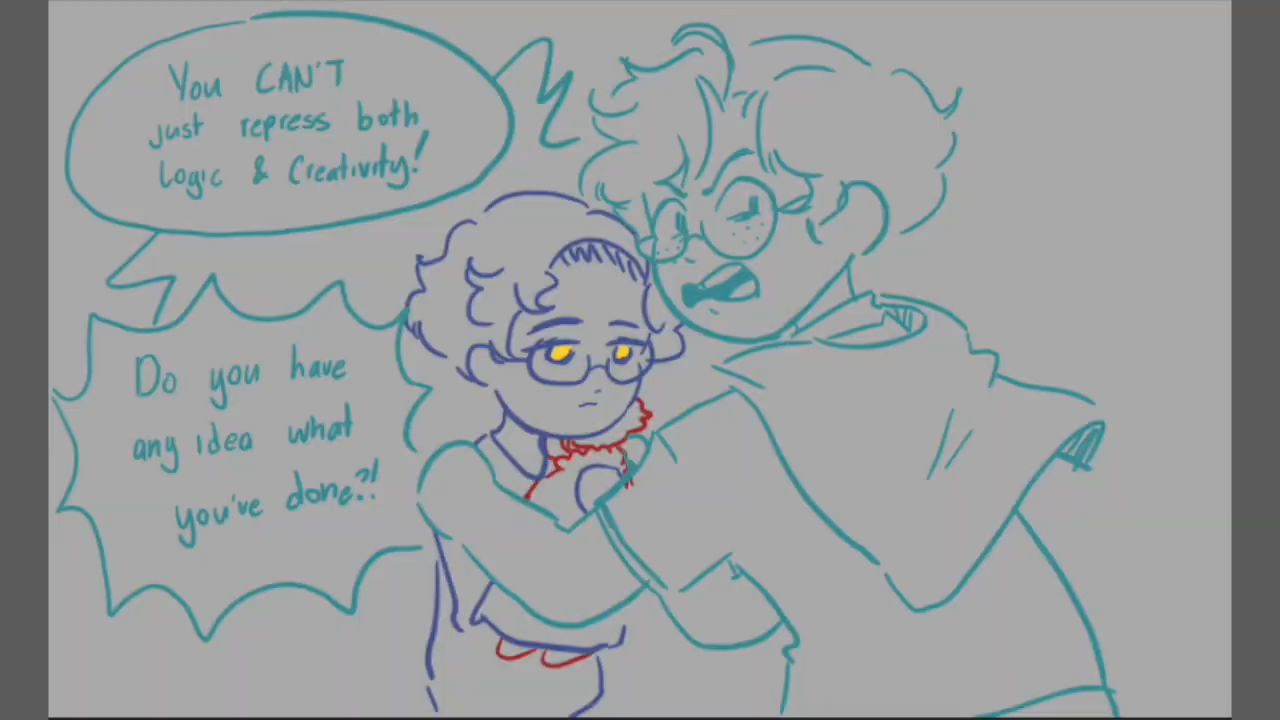 You CAN'T
just repress both
Logic & Creativity!
Do you have
any idea what
you've done?!